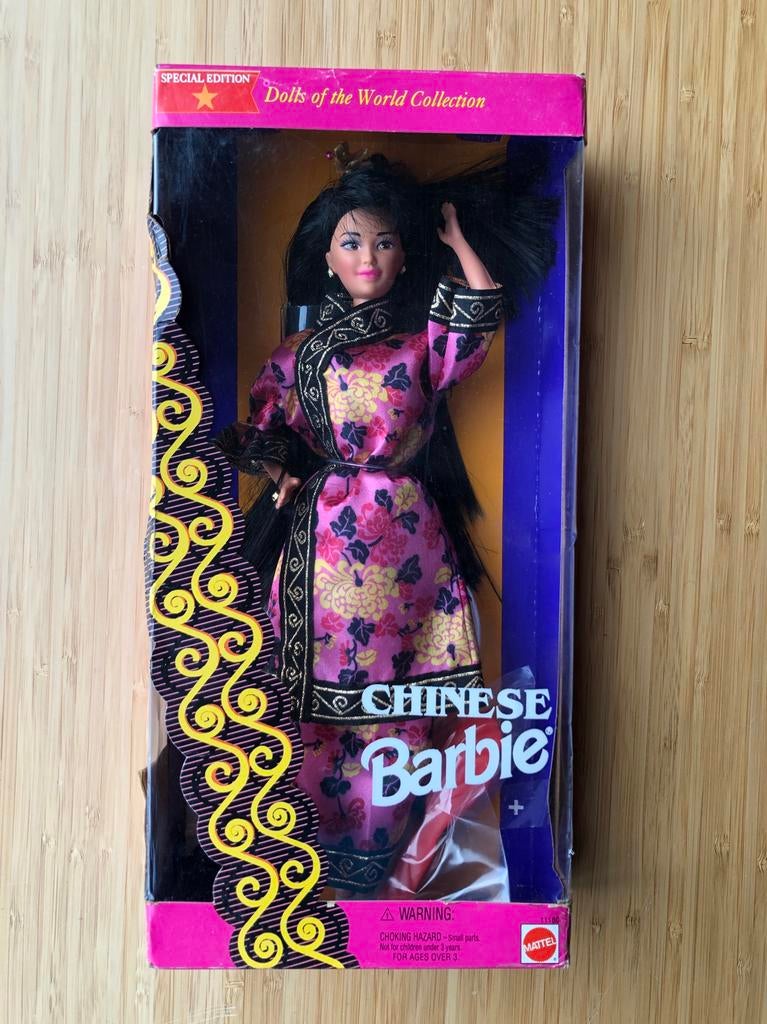 SPECIAL EDITION
Dolls of the World Collection
CHINESE
Barbie®
⚠ WARNING:
CHOKING HAZARD – Small parts.
Not for children under 3 years.
FOR AGES OVER 3
11180
MATTEL